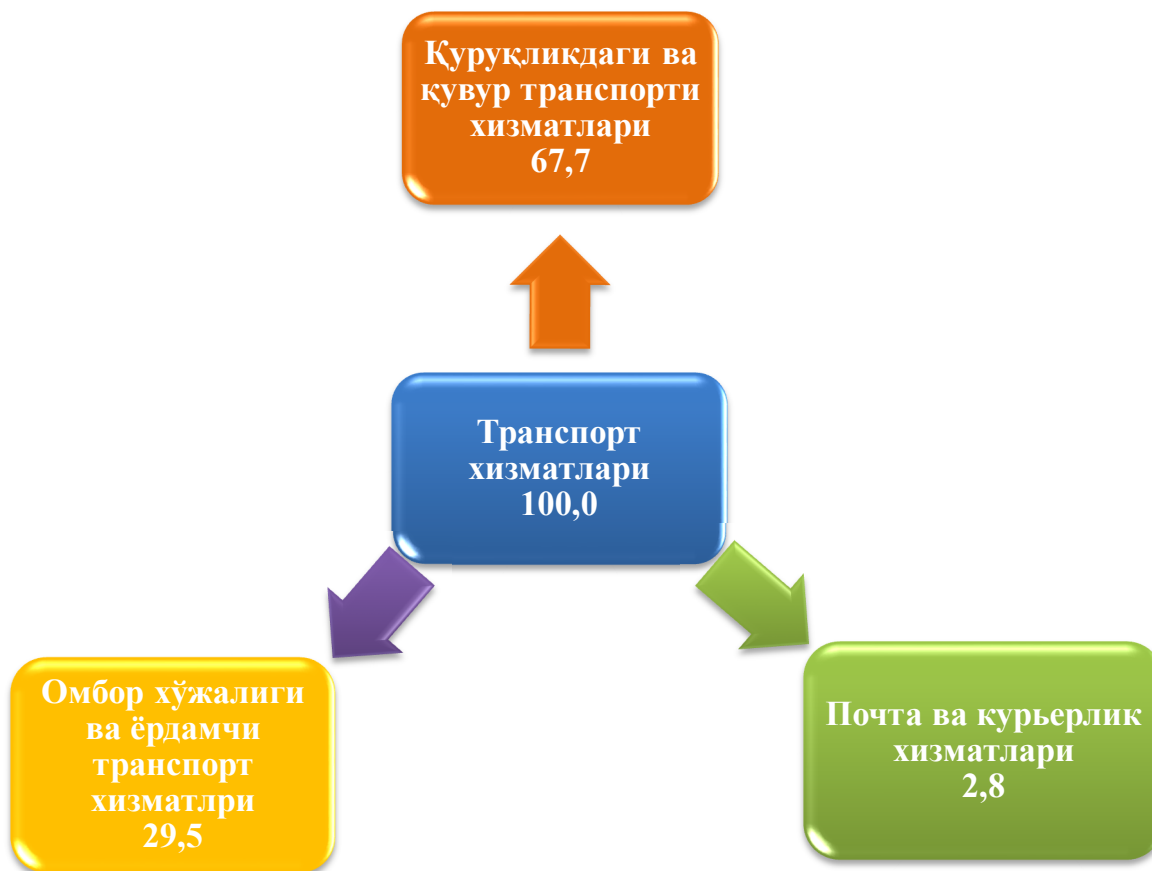 Қуруқликдаги ва
қувур транспорти
хизматлари
67,7
Транспорт
хизматлари
100,0
Омбор хўжалиги
ва ёрдамчи
транспорт
хизматлри
29,5
Почта ва курьерлик
хизматлари
2,8